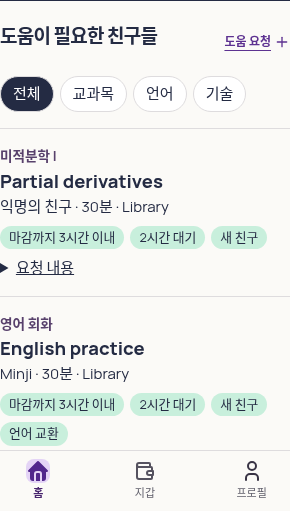 도움이 필요한 친구들
도움 요청 +
전체 교과목 언어 기술
미적분학 I
Partial derivatives
익명의 친구 · 30분 · Library
마감까지 3시간 이내 2시간 대기 새 친구
▶ 요청 내용
영어 회화
English practice
Minji · 30분 · Library
마감까지 3시간 이내 2시간 대기 새 친구
언어 교환
홈 지갑 프로필